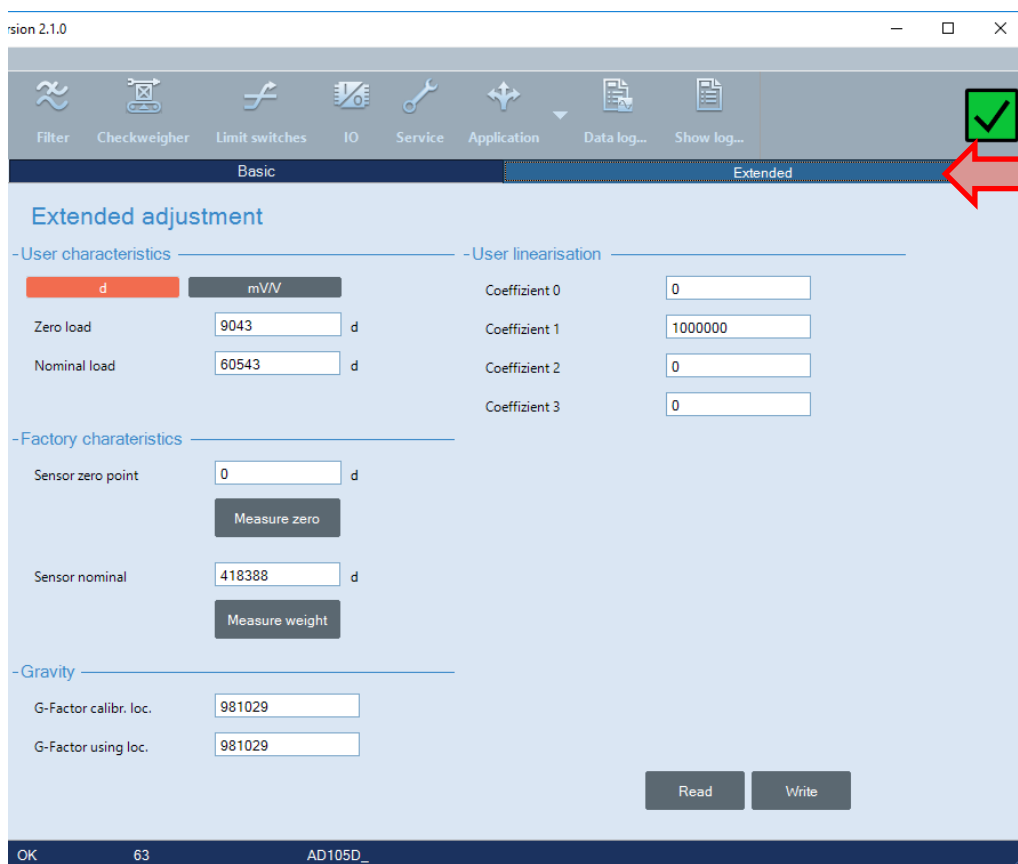 rsion 2.1.0
Filter Checkweigher Limit switches IO Service Application Data log... Show log...
Basic Extended
Extended adjustment
User characteristics
d mV/V
Zero load 9043 d
Nominal load 60543 d
User linearisation
Coeffizient 0 0
Coeffizient 1 1000000
Coeffizient 2 0
Coeffizient 3 0
Factory charateristics
Sensor zero point 0 d
Measure zero
Sensor nominal 418388 d
Measure weight
Gravity
G-Factor calibr. loc. 981029
G-Factor using loc. 981029
Read Write
OK 63 AD105D_